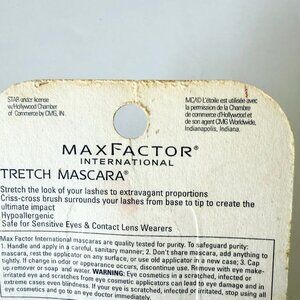 STAR under license
w/Hollywood Chamber
of Commerce by CMG, IN.
MC/© L'étoile est utilisée avec
la permission de la Chambre
de commerce d'Hollywood et
de son agent CMG Worldwide,
Indianapolis, Indiana.
MAXFACTOR®
INTERNATIONAL
TRETCH MASCARA®
Stretch the look of your lashes to extravagant proportions
Criss-cross brush surrounds your lashes from base to tip to create the
ultimate impact
Hypoallergenic
Safe for Sensitive Eyes & Contact Lens Wearers
Max Factor International mascaras are quality tested for purity. To safeguard purity:
1. Handle and apply in a careful, sanitary manner; 2. Don't share mascara, add anything to
mascara, rest the applicator on any surface, or use old applicator in a new case; 3. Cap
tightly. If change in odor or appearance occurs, discontinue use. Remove with eye make-
up remover or soap and water. WARNING: Eye cosmetics in a scratched, infected or
irritated eye and scratches from eye cosmetic applicators can lead to eye damage and in
extreme cases even blindness. If your eye is infected, scratched or irritated, stop using all
eye cosmetics and go to an eye doctor immediately.